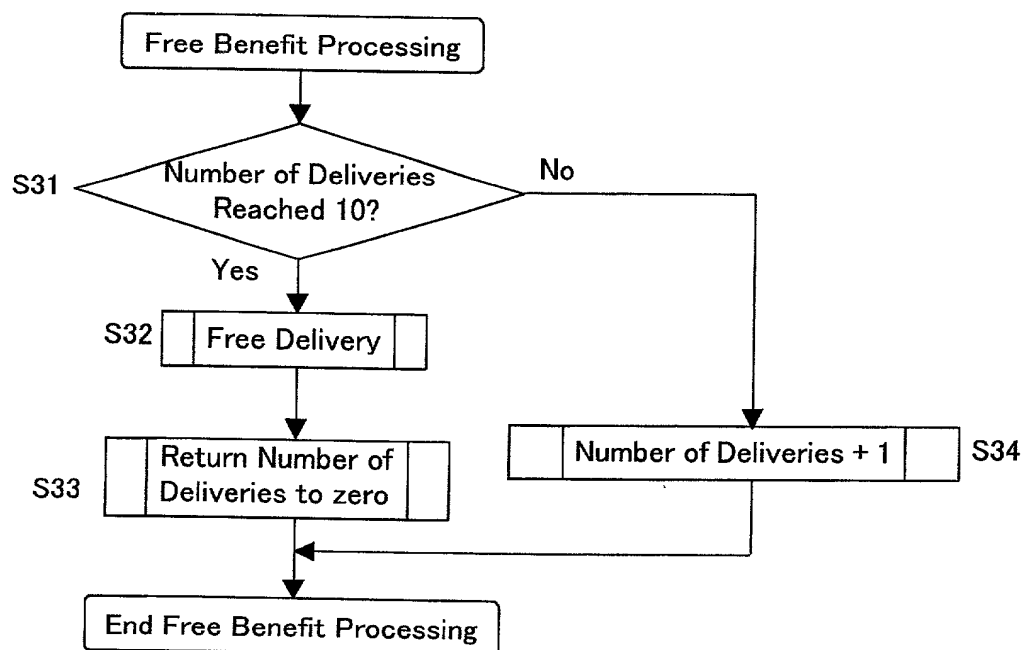 Free Benefit Processing
S31
Number of Deliveries
Reached 10?
No
Yes
S32
Free Delivery
S33
Return Number of
Deliveries to zero
Number of Deliveries + 1
S34
End Free Benefit Processing